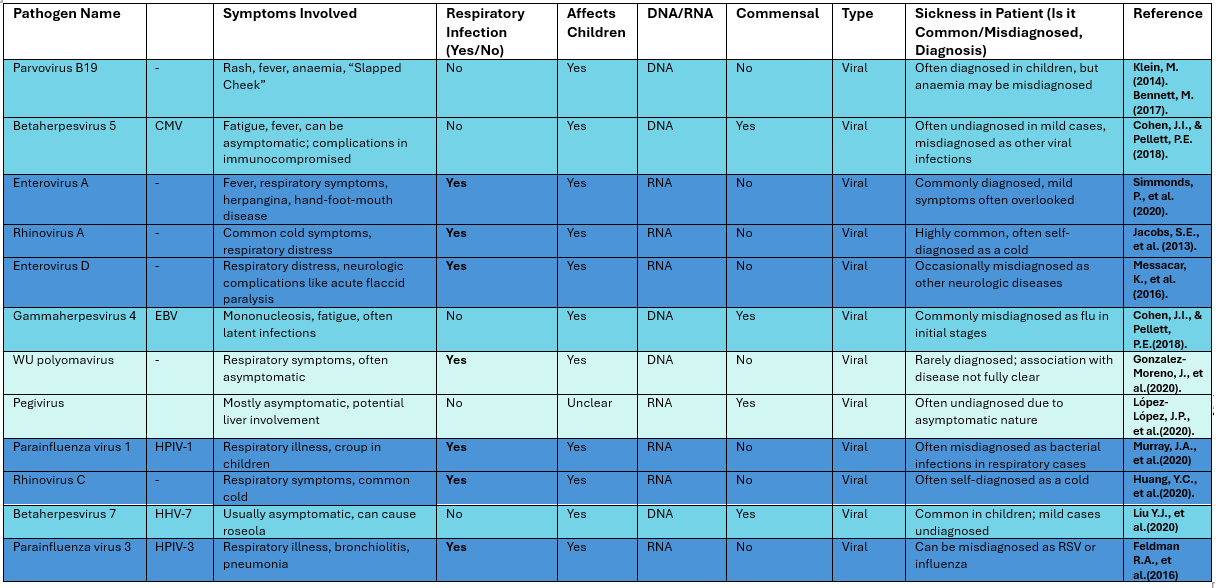 Pathogen Name Symptoms Involved Respiratory Infection (Yes/No) Affects Children DNA/RNA Commensal Type Sickness in Patient (Is it Common/Misdiagnosed, Diagnosis) Reference
Parvovirus B19 - Rash, fever, anaemia, “Slapped Cheek” No Yes DNA No Viral Often diagnosed in children, but anaemia may be misdiagnosed Klein, M. (2014). Bennett, M. (2017).
Betaherpesvirus 5 CMV Fatigue, fever, can be asymptomatic; complications in immunocompromised No Yes DNA Yes Viral Often undiagnosed in mild cases, misdiagnosed as other viral infections Cohen, J.I., & Pellett, P.E. (2018).
Enterovirus A - Fever, respiratory symptoms, herpangina, hand-foot-mouth disease Yes Yes RNA No Viral Commonly diagnosed, mild symptoms often overlooked Simmonds, P., et al. (2020).
Rhinovirus A - Common cold symptoms, respiratory distress Yes Yes RNA No Viral Highly common, often self-diagnosed as a cold Jacobs, S.E., et al. (2013).
Enterovirus D - Respiratory distress, neurologic complications like acute flaccid paralysis Yes Yes RNA No Viral Occasionally misdiagnosed as other neurologic diseases Messacar, K., et al. (2016).
Gammaherpesvirus 4 EBV Mononucleosis, fatigue, often latent infections No Yes DNA Yes Viral Commonly misdiagnosed as flu in initial stages Cohen, J.I., & Pellett, P.E.(2018).
WU polyomavirus - Respiratory symptoms, often asymptomatic Yes Yes DNA No Viral Rarely diagnosed; association with disease not fully clear Gonzalez-Moreno, J., et al.(2020).
Pegivirus Mostly asymptomatic, potential liver involvement No Unclear RNA Yes Viral Often undiagnosed due to asymptomatic nature López-López, J.P., et al.(2020).
Parainfluenza virus 1 HPIV-1 Respiratory illness, croup in children Yes Yes RNA No Viral Often misdiagnosed as bacterial infections in respiratory cases Murray, J.A., et al.(2020)
Rhinovirus C - Respiratory symptoms, common cold Yes Yes RNA No Viral Often self-diagnosed as a cold Huang, Y.C., et al.(2020).
Betaherpesvirus 7 HHV-7 Usually asymptomatic, can cause roseola No Yes DNA Yes Viral Common in children; mild cases undiagnosed Liu Y.J., et al.(2020)
Parainfluenza virus 3 HPIV-3 Respiratory illness, bronchiolitis, pneumonia Yes Yes RNA No Viral Can be misdiagnosed as RSV or influenza Feldman R.A., et al.(2016)